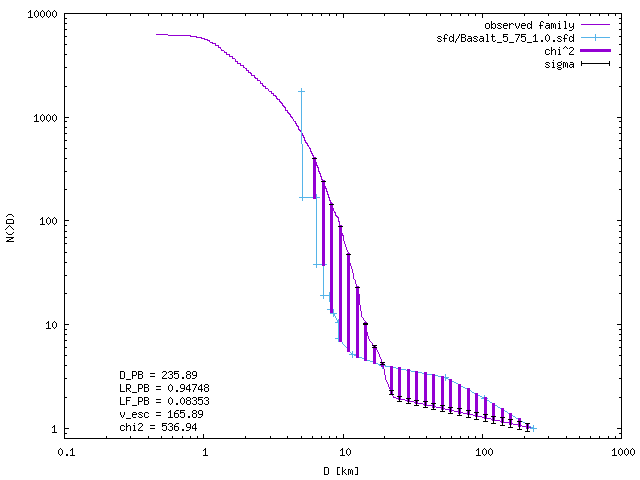 10000
1000
100
10
1
N(>D)
observed family
sfd/Basalt_5_75_1.0.sfd
chi^2
sigma
D_PB = 235.89
LR_PB = 0.94748
LF_PB = 0.08353
v_esc = 165.89
chi2 = 536.94
0.1 1 10 100 1000
D [km]